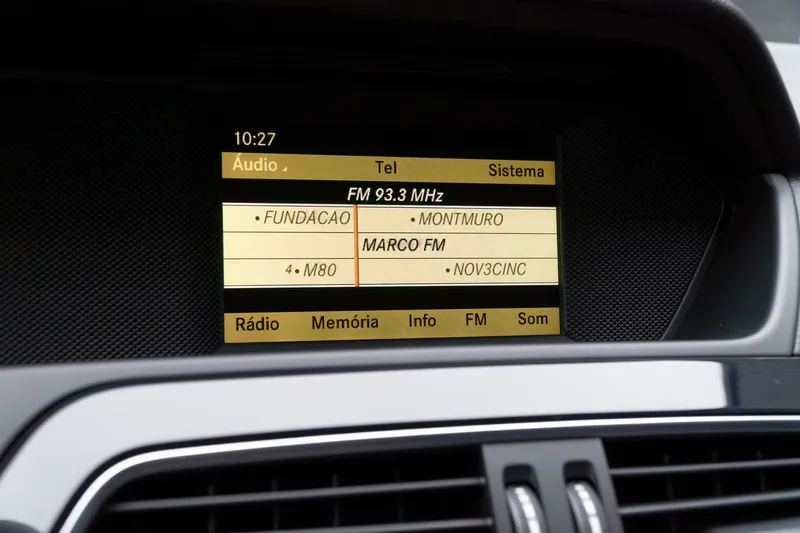 10:27
Áudio Tel Sistema
FM 93.3 MHz
• FUNDACAO • MONTMURO
MARCO FM
4 • M80 • NOV3CINC
Rádio Memória Info FM Som